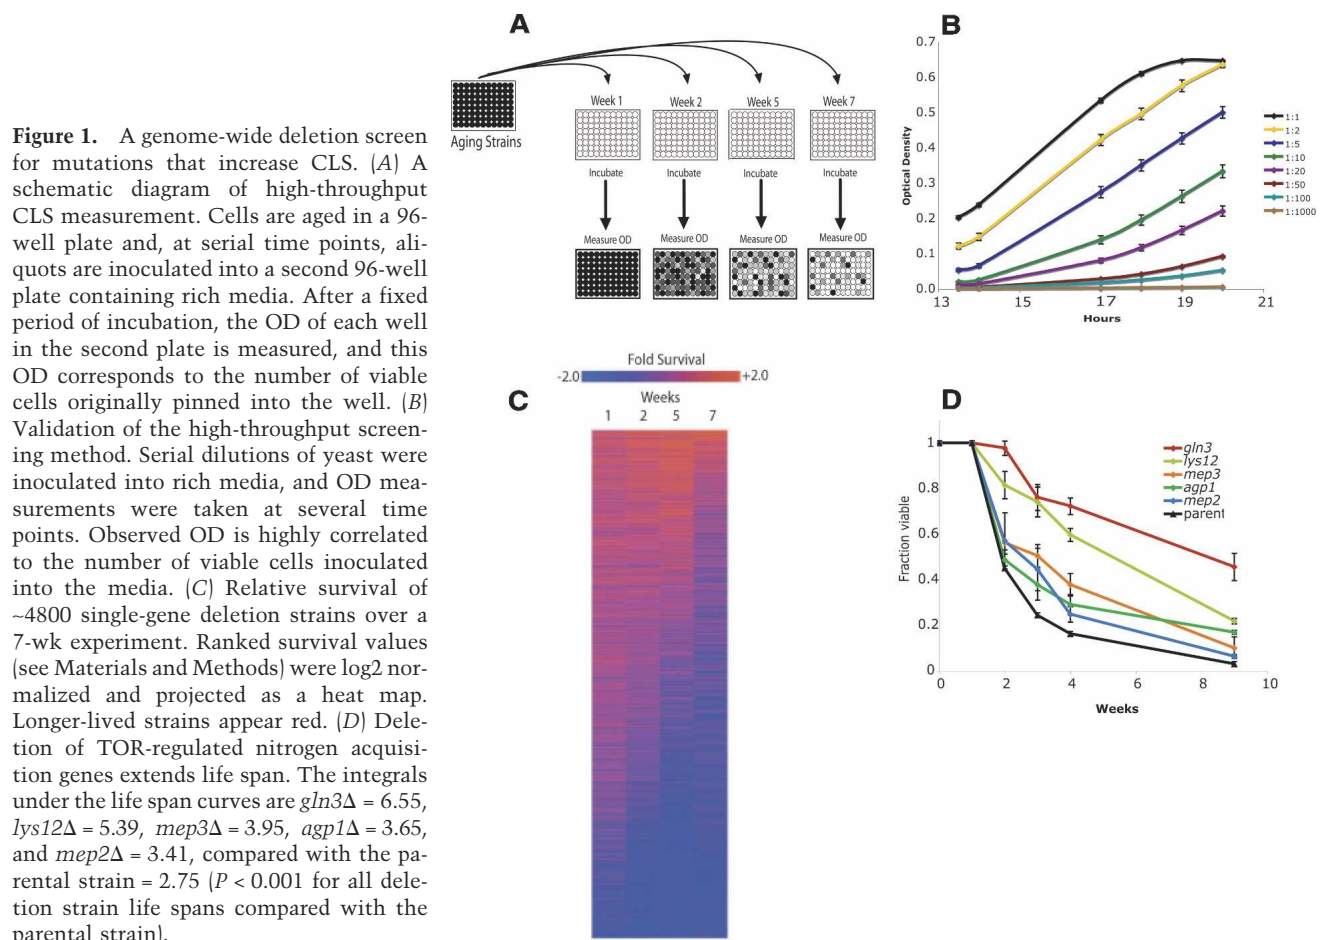 Figure 1. A genome-wide deletion screen
for mutations that increase CLS. (A) A
schematic diagram of high-throughput
CLS measurement. Cells are aged in a 96-
well plate and, at serial time points, ali-
quots are inoculated into a second 96-well
plate containing rich media. After a fixed
period of incubation, the OD of each well
in the second plate is measured, and this
OD corresponds to the number of viable
cells originally pinned into the well. (B)
Validation of the high-throughput screen-
ing method. Serial dilutions of yeast were
inoculated into rich media, and OD mea-
surements were taken at several time
points. Observed OD is highly correlated
to the number of viable cells inoculated
into the media. (C) Relative survival of
~4800 single-gene deletion strains over a
7-wk experiment. Ranked survival values
(see Materials and Methods) were log2 nor-
malized and projected as a heat map.
Longer-lived strains appear red. (D) Dele-
tion of TOR-regulated nitrogen acquisi-
tion genes extends life span. The integrals
under the life span curves are gln3Δ = 6.55,
lys12Δ = 5.39, mep3Δ = 3.95, agp1Δ = 3.65,
and mep2Δ = 3.41, compared with the pa-
rental strain = 2.75 (P < 0.001 for all dele-
tion strain life spans compared with the
parental strain).
A
Aging Strains
Week 1 Week 2 Week 5 Week 7
Incubate Incubate Incubate Incubate
Measure OD Measure OD Measure OD Measure OD
B
Optical Density
0.7
0.6
0.5
0.4
0.3
0.2
0.1
0.0
13 15 17 19 21
Hours
1:1
1:2
1:5
1:10
1:20
1:50
1:100
1:1000
C
Fold Survival
-2.0 +2.0
Weeks
1 2 5 7
D
Fraction viable
1
0.8
0.6
0.4
0.2
0
0 2 4 6 8 10
Weeks
gln3
lys12
mep3
agp1
mep2
parent